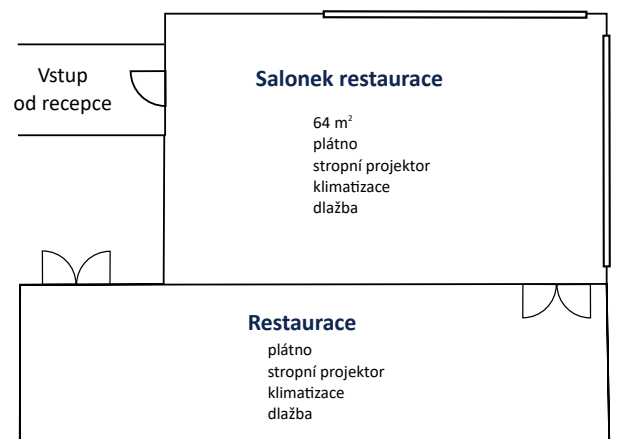 Vstup
od recepce
Salonek restaurace
64 m²
plátno
stropní projektor
klimatizace
dlažba
Restaurace
plátno
stropní projektor
klimatizace
dlažba